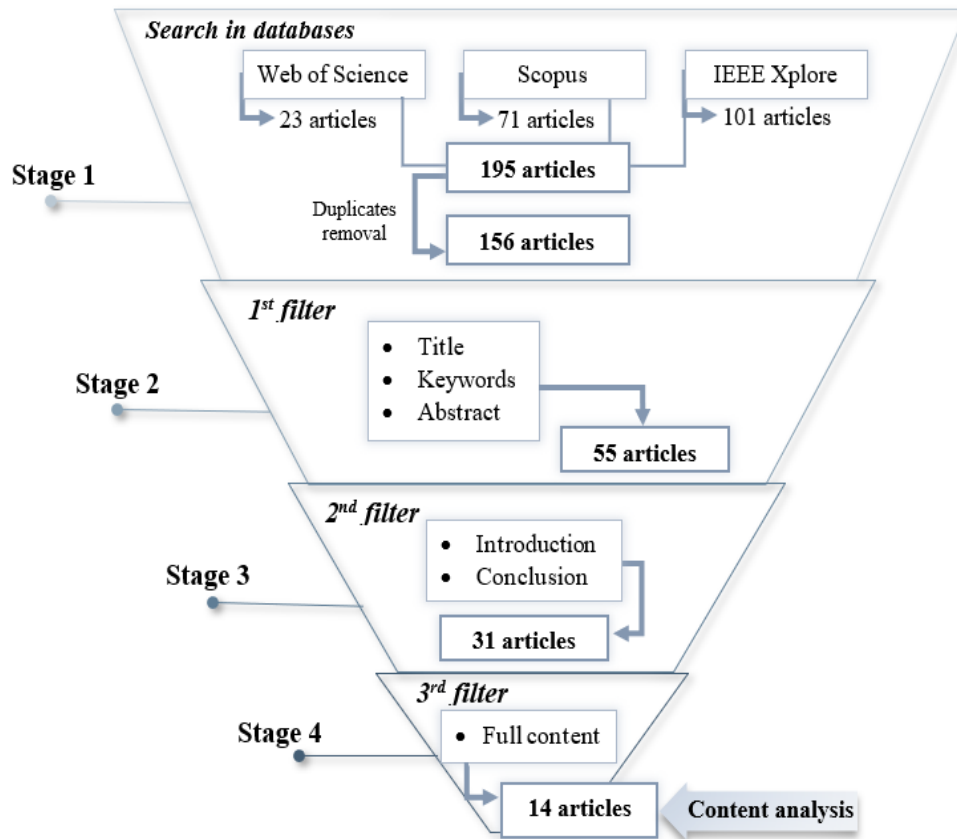 Search in databases
Web of Science
Scopus
IEEE Xplore
23 articles
71 articles
101 articles
195 articles
Stage 1
Duplicates
removal
156 articles
1st filter
• Title
• Keywords
• Abstract
Stage 2
55 articles
2nd filter
• Introduction
• Conclusion
Stage 3
31 articles
3rd filter
• Full content
Stage 4
14 articles
Content analysis